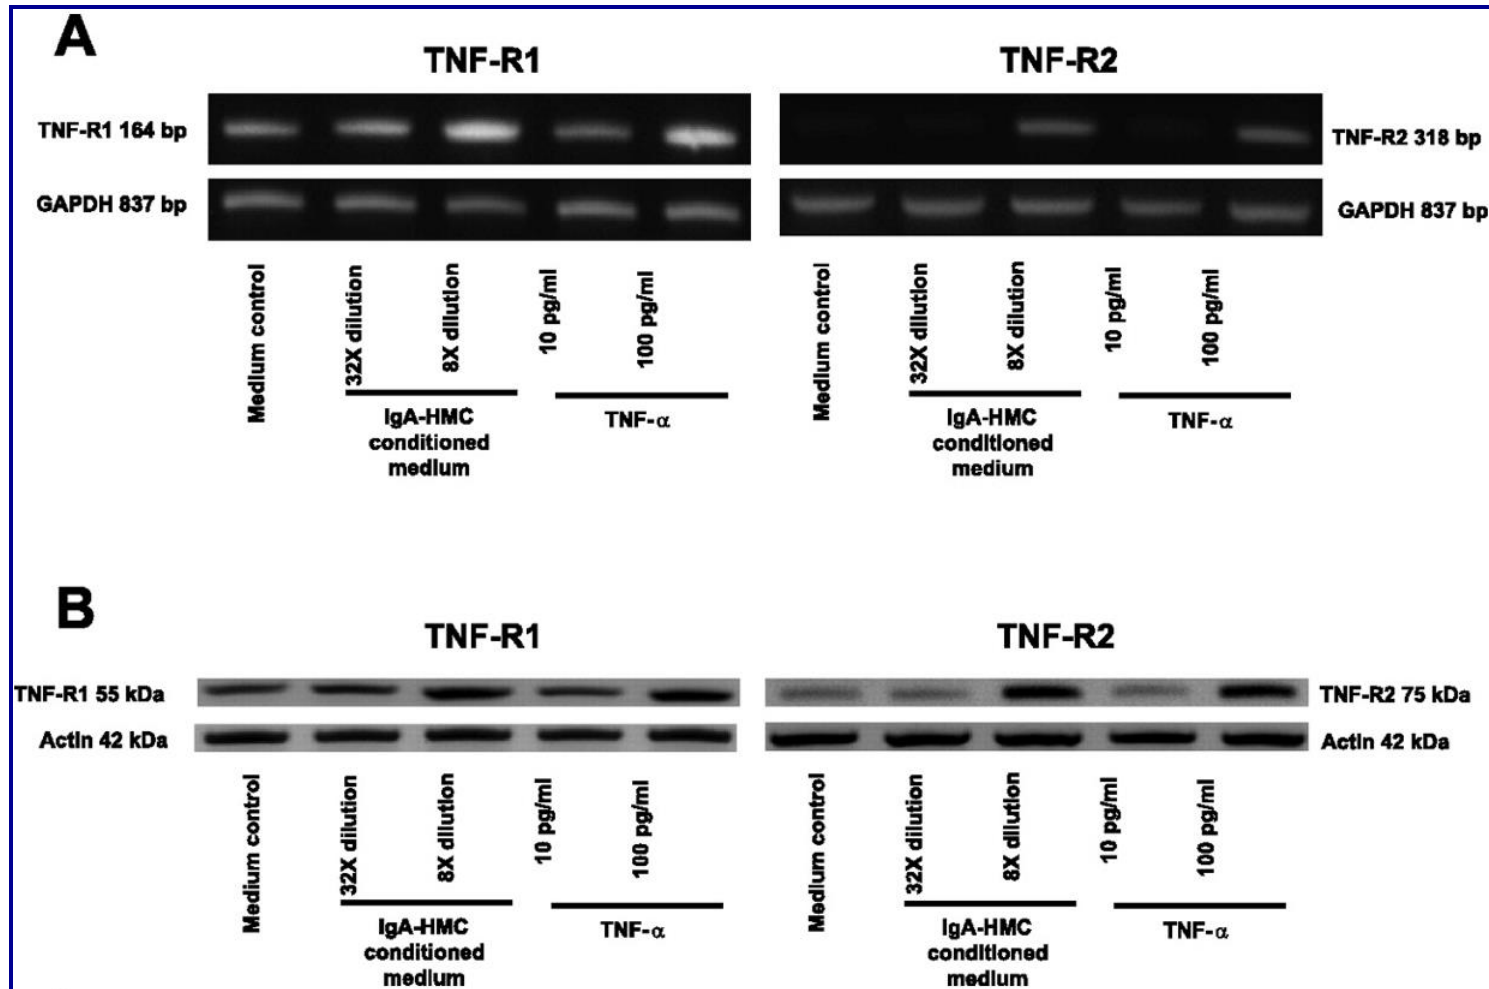 A
TNF-R1
TNF-R2
TNF-R1 164 bp
TNF-R2 318 bp
GAPDH 837 bp
GAPDH 837 bp
Medium control
32X dilution
8X dilution
10 pg/ml
100 pg/ml
IgA-HMC
conditioned
medium
TNF-α
Medium control
32X dilution
8X dilution
10 pg/ml
100 pg/ml
IgA-HMC
conditioned
medium
TNF-α
B
TNF-R1
TNF-R2
TNF-R1 55 kDa
TNF-R2 75 kDa
Actin 42 kDa
Actin 42 kDa
Medium control
32X dilution
8X dilution
10 pg/ml
100 pg/ml
IgA-HMC
conditioned
medium
TNF-α
Medium control
32X dilution
8X dilution
10 pg/ml
100 pg/ml
IgA-HMC
conditioned
medium
TNF-α